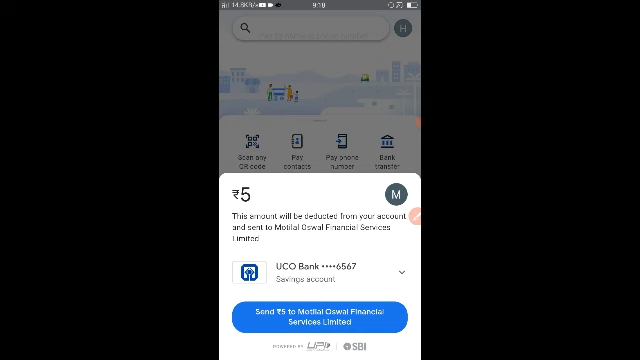 14.8KB/s
9:18
H
Scan any
QR code
Pay
contacts
Pay phone
number
Bank
transfer
₹5
M
This amount will be deducted from your account
and sent to Motilal Oswal Financial Services
Limited
UCO Bank ••••6567
Savings account
Send ₹5 to Motilal Oswal Financial
Services Limited
POWERED BY UPI | SBI